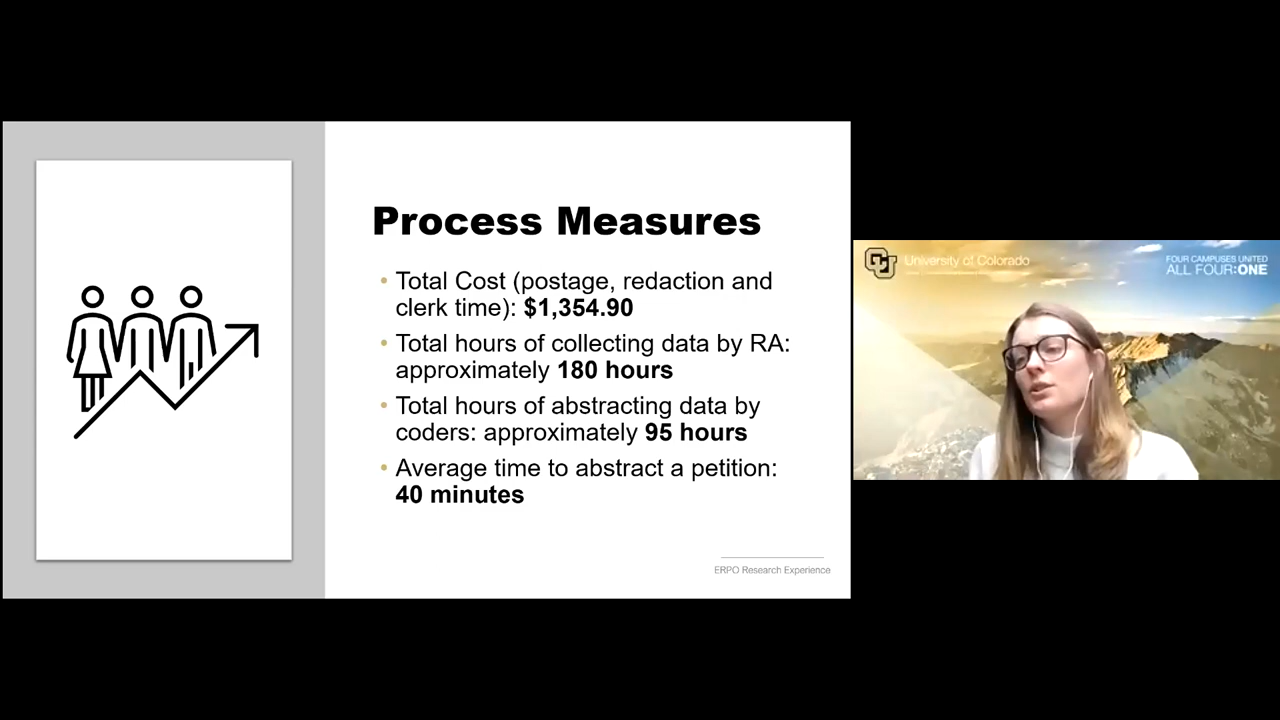 Process Measures
• Total Cost (postage, redaction and
clerk time): $1,354.90
• Total hours of collecting data by RA:
approximately 180 hours
• Total hours of abstracting data by
coders: approximately 95 hours
• Average time to abstract a petition:
40 minutes
ERPO Research Experience
University of Colorado
FOUR CAMPUSES UNITED
ALL FOUR:ONE